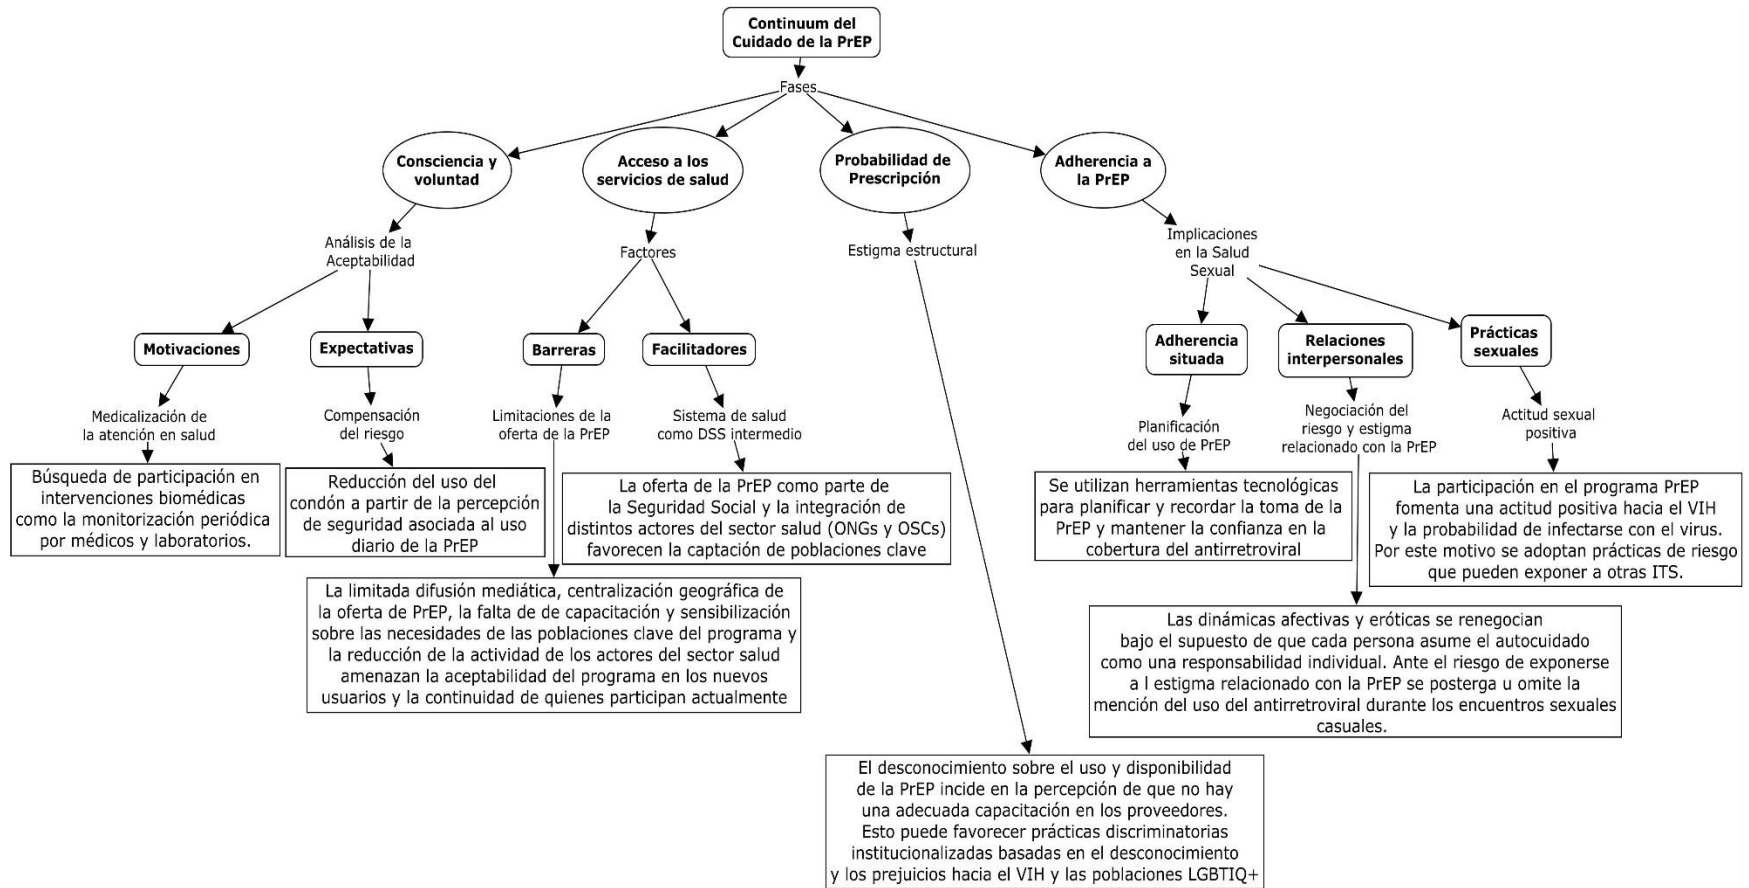 Continuum del
Cuidado de la PrEP
Fases
Consciencia y
voluntad
Acceso a los
servicios de salud
Probabilidad de
Prescripción
Adherencia a
la PrEP
Análisis de la
Aceptabilidad
Factores
Estigma estructural
Implicaciones
en la Salud
Sexual
Motivaciones
Expectativas
Barreras
Facilitadores
Adherencia
situada
Relaciones
interpersonales
Prácticas
sexuales
Medicalización de
la atención en salud
Compensación
del riesgo
Limitaciones de la
oferta de la PrEP
Sistema de salud
como DSS intermedio
Planificación
del uso de PrEP
Negociación del
riesgo y estigma
relacionado con la PrEP
Actitud sexual
positiva
Búsqueda de participación en
intervenciones biomédicas
como la monitorización periódica
por médicos y laboratorios.
Reducción del uso del
condón a partir de la percepción
de seguridad asociada al uso
diario de la PrEP
La oferta de la PrEP como parte de
la Seguridad Social y la integración de
distintos actores del sector salud (ONGs y OSCs)
favorecen la captación de poblaciones clave
Se utilizan herramientas tecnológicas
para planificar y recordar la toma de la
PrEP y mantener la confianza en la
cobertura del antirretroviral
La participación en el programa PrEP
fomenta una actitud positiva hacia el VIH
y la probabilidad de infectarse con el virus.
Por este motivo se adoptan prácticas de riesgo
que pueden exponer a otras ITS.
La limitada difusión mediática, centralización geográfica de
la oferta de PrEP, la falta de de capacitación y sensibilización
sobre las necesidades de las poblaciones clave del programa y
la reducción de la actividad de los actores del sector salud
amenazan la aceptabilidad del programa en los nuevos
usuarios y la continuidad de quienes participan actualmente
Las dinámicas afectivas y eróticas se renegocian
bajo el supuesto de que cada persona asume el autocuidado
como una responsabilidad individual. Ante el riesgo de exponerse
a l estigma relacionado con la PrEP se posterga u omite la
mención del uso del antirretroviral durante los encuentros sexuales
casuales.
El desconocimiento sobre el uso y disponibilidad
de la PrEP incide en la percepción de que no hay
una adecuada capacitación en los proveedores.
Esto puede favorecer prácticas discriminatorias
institucionalizadas basadas en el desconocimiento
y los prejuicios hacia el VIH y las poblaciones LGBTIQ+